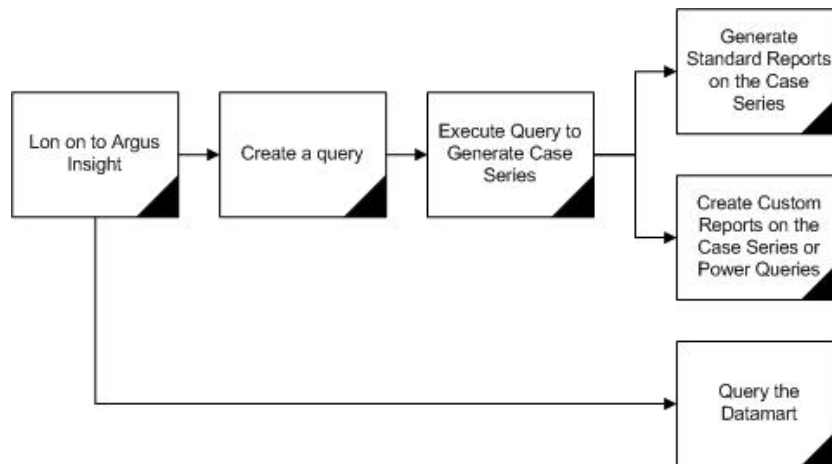 Lon on to Argus
Insight
Create a query
Execute Query to
Generate Case
Series
Generate
Standard Reports
on the Case
Series
Create Custom
Reports on the
Case Series or
Power Queries
Query the
Datamart